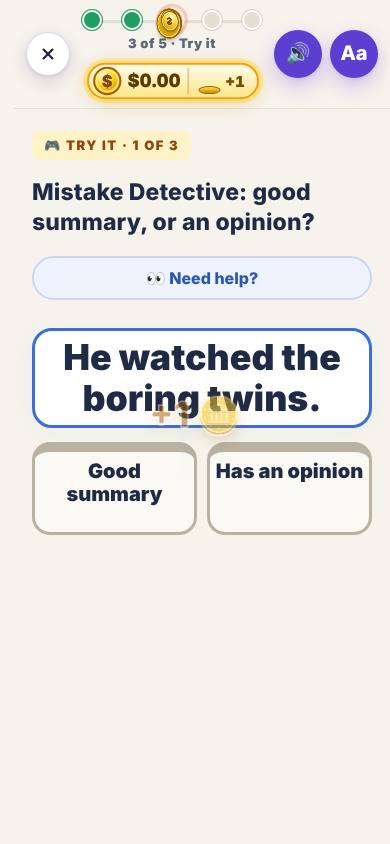 3 of 5 · Try it
$ $0.00 +1
Aa
🎮 TRY IT · 1 OF 3
Mistake Detective: good
summary, or an opinion?
👀 Need help?
He watched the
boring twins.
+1
Good
summary
Has an opinion